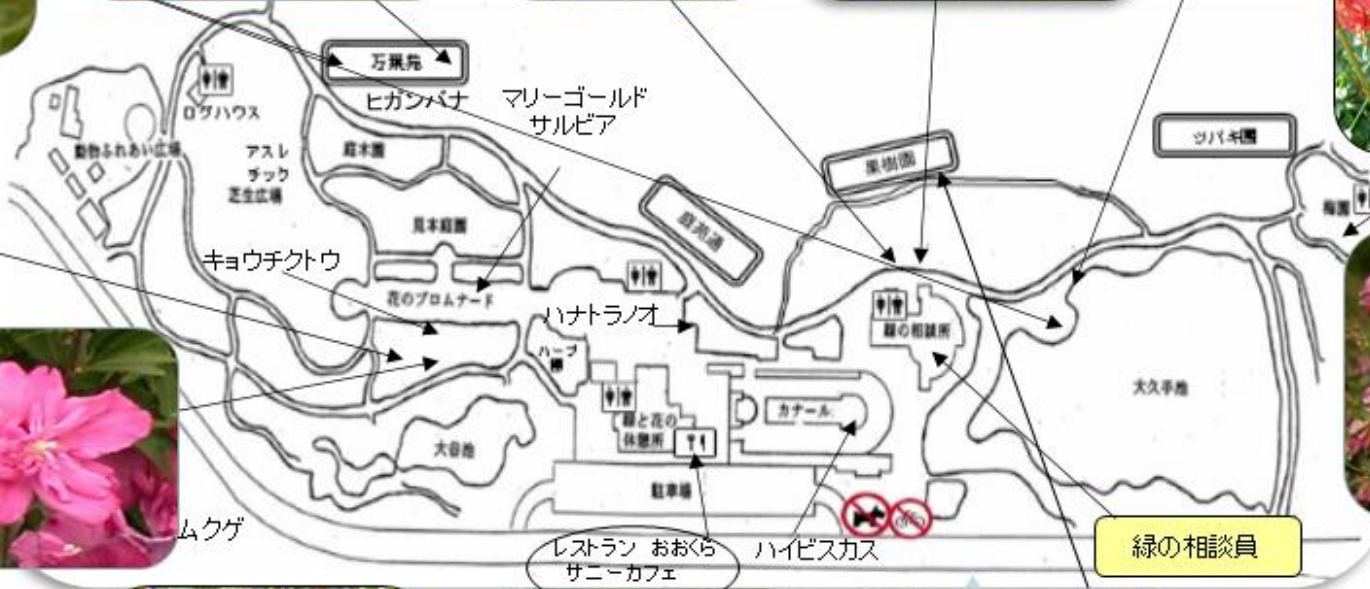 万葉苑
ヒガンバナ
マリーゴールド
サルビア
ログハウス
動物ふれあい広場
アスレ
チック
芝生広場
庭木園
見本庭園
庭苑通
果樹園
ツバキ園
梅園
キョウチクトウ
花のプロムナード
ハナトラノオ
緑の相談所
ハーブ
園
大久手池
カナール
緑と花の
休憩所
大谷池
駐車場
ムクゲ
レストラン おおくら
サニーカフェ
ハイビスカス
緑の相談員